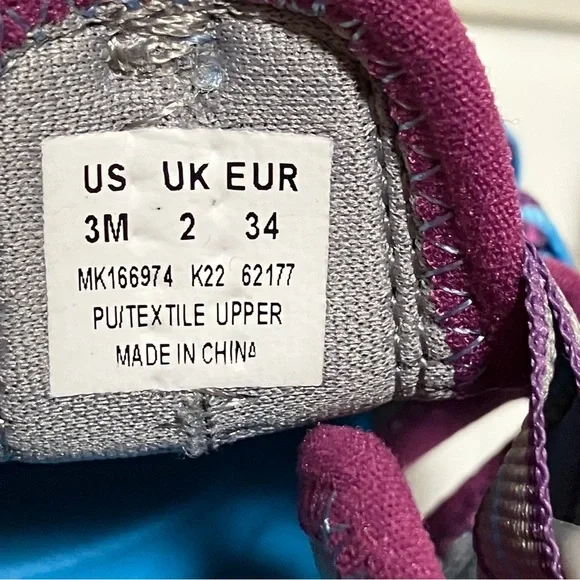 US UK EUR
3M 2 34
MK166974 K22 62177
PU/TEXTILE UPPER
MADE IN CHINA